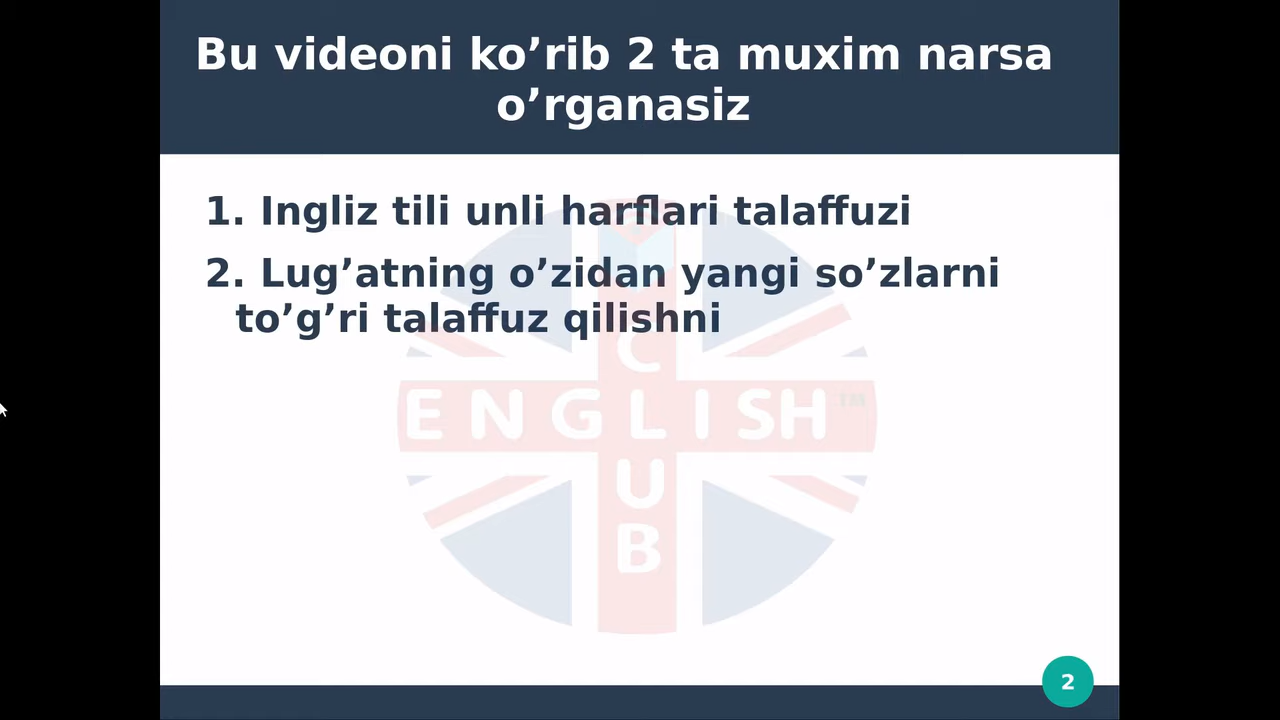 Bu videoni ko’rib 2 ta muxim narsa
o’rganasiz
1. Ingliz tili unli harflari talaffuzi
2. Lug’atning o’zidan yangi so’zlarni
to’g’ri talaffuz qilishni
ENGLISH™
CLUB
2